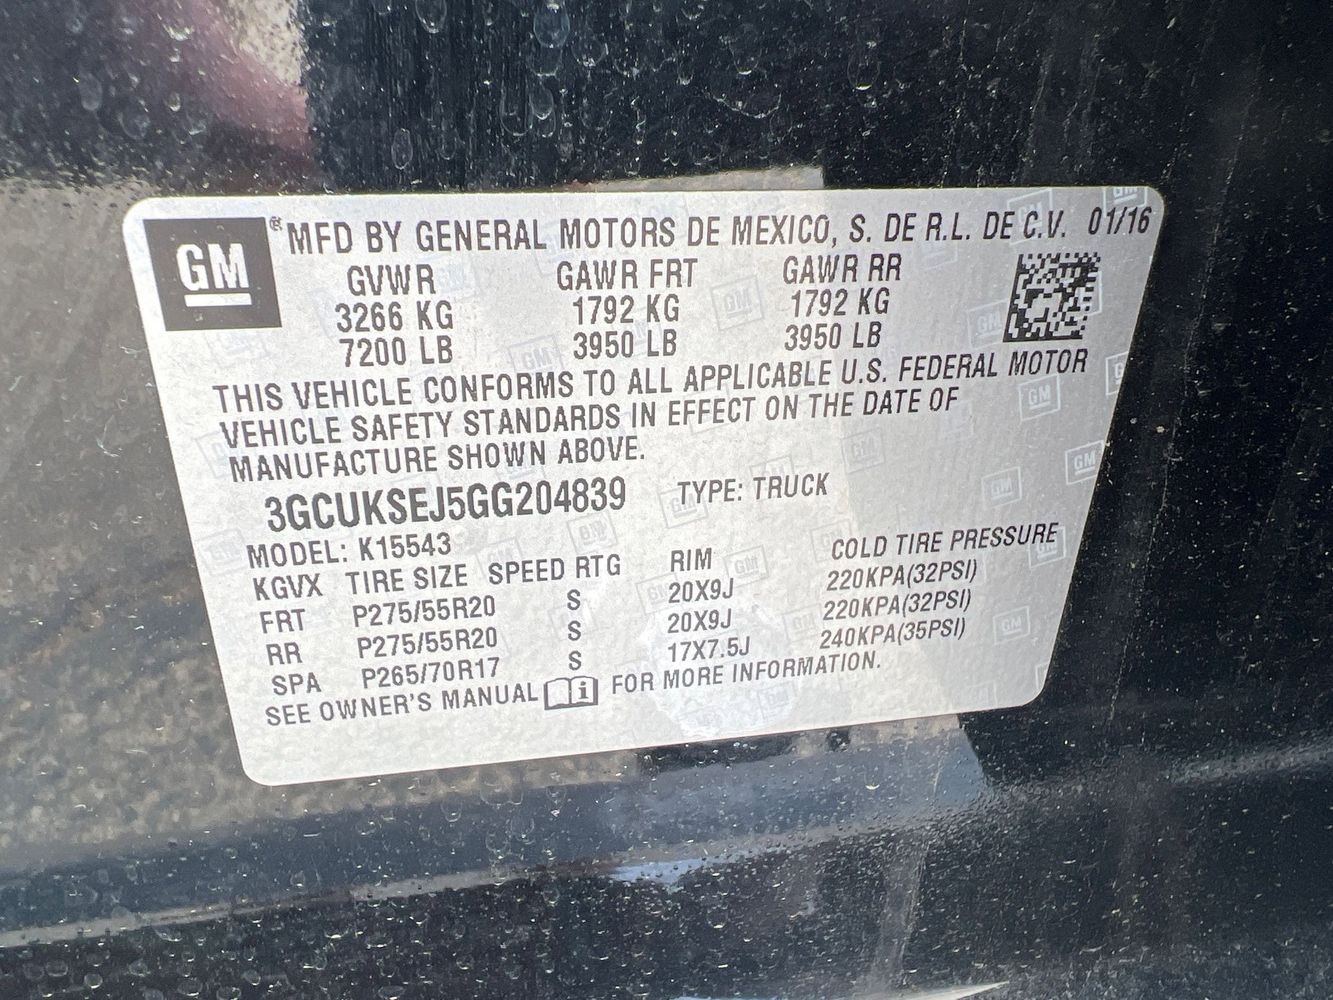 GM ® MFD BY GENERAL MOTORS DE MEXICO, S. DE R.L. DE C.V. 01/16
GVWR GAWR FRT GAWR RR
3266 KG 1792 KG 1792 KG
7200 LB 3950 LB 3950 LB
THIS VEHICLE CONFORMS TO ALL APPLICABLE U.S. FEDERAL MOTOR
VEHICLE SAFETY STANDARDS IN EFFECT ON THE DATE OF
MANUFACTURE SHOWN ABOVE.
3GCUKSEJ5GG204839 TYPE: TRUCK
MODEL: K15543
KGVX TIRE SIZE SPEED RTG RIM COLD TIRE PRESSURE
FRT P275/55R20 S 20X9J 220KPA(32PSI)
RR P275/55R20 S 20X9J 220KPA(32PSI)
SPA P265/70R17 S 17X7.5J 240KPA(35PSI)
SEE OWNER'S MANUAL i FOR MORE INFORMATION.